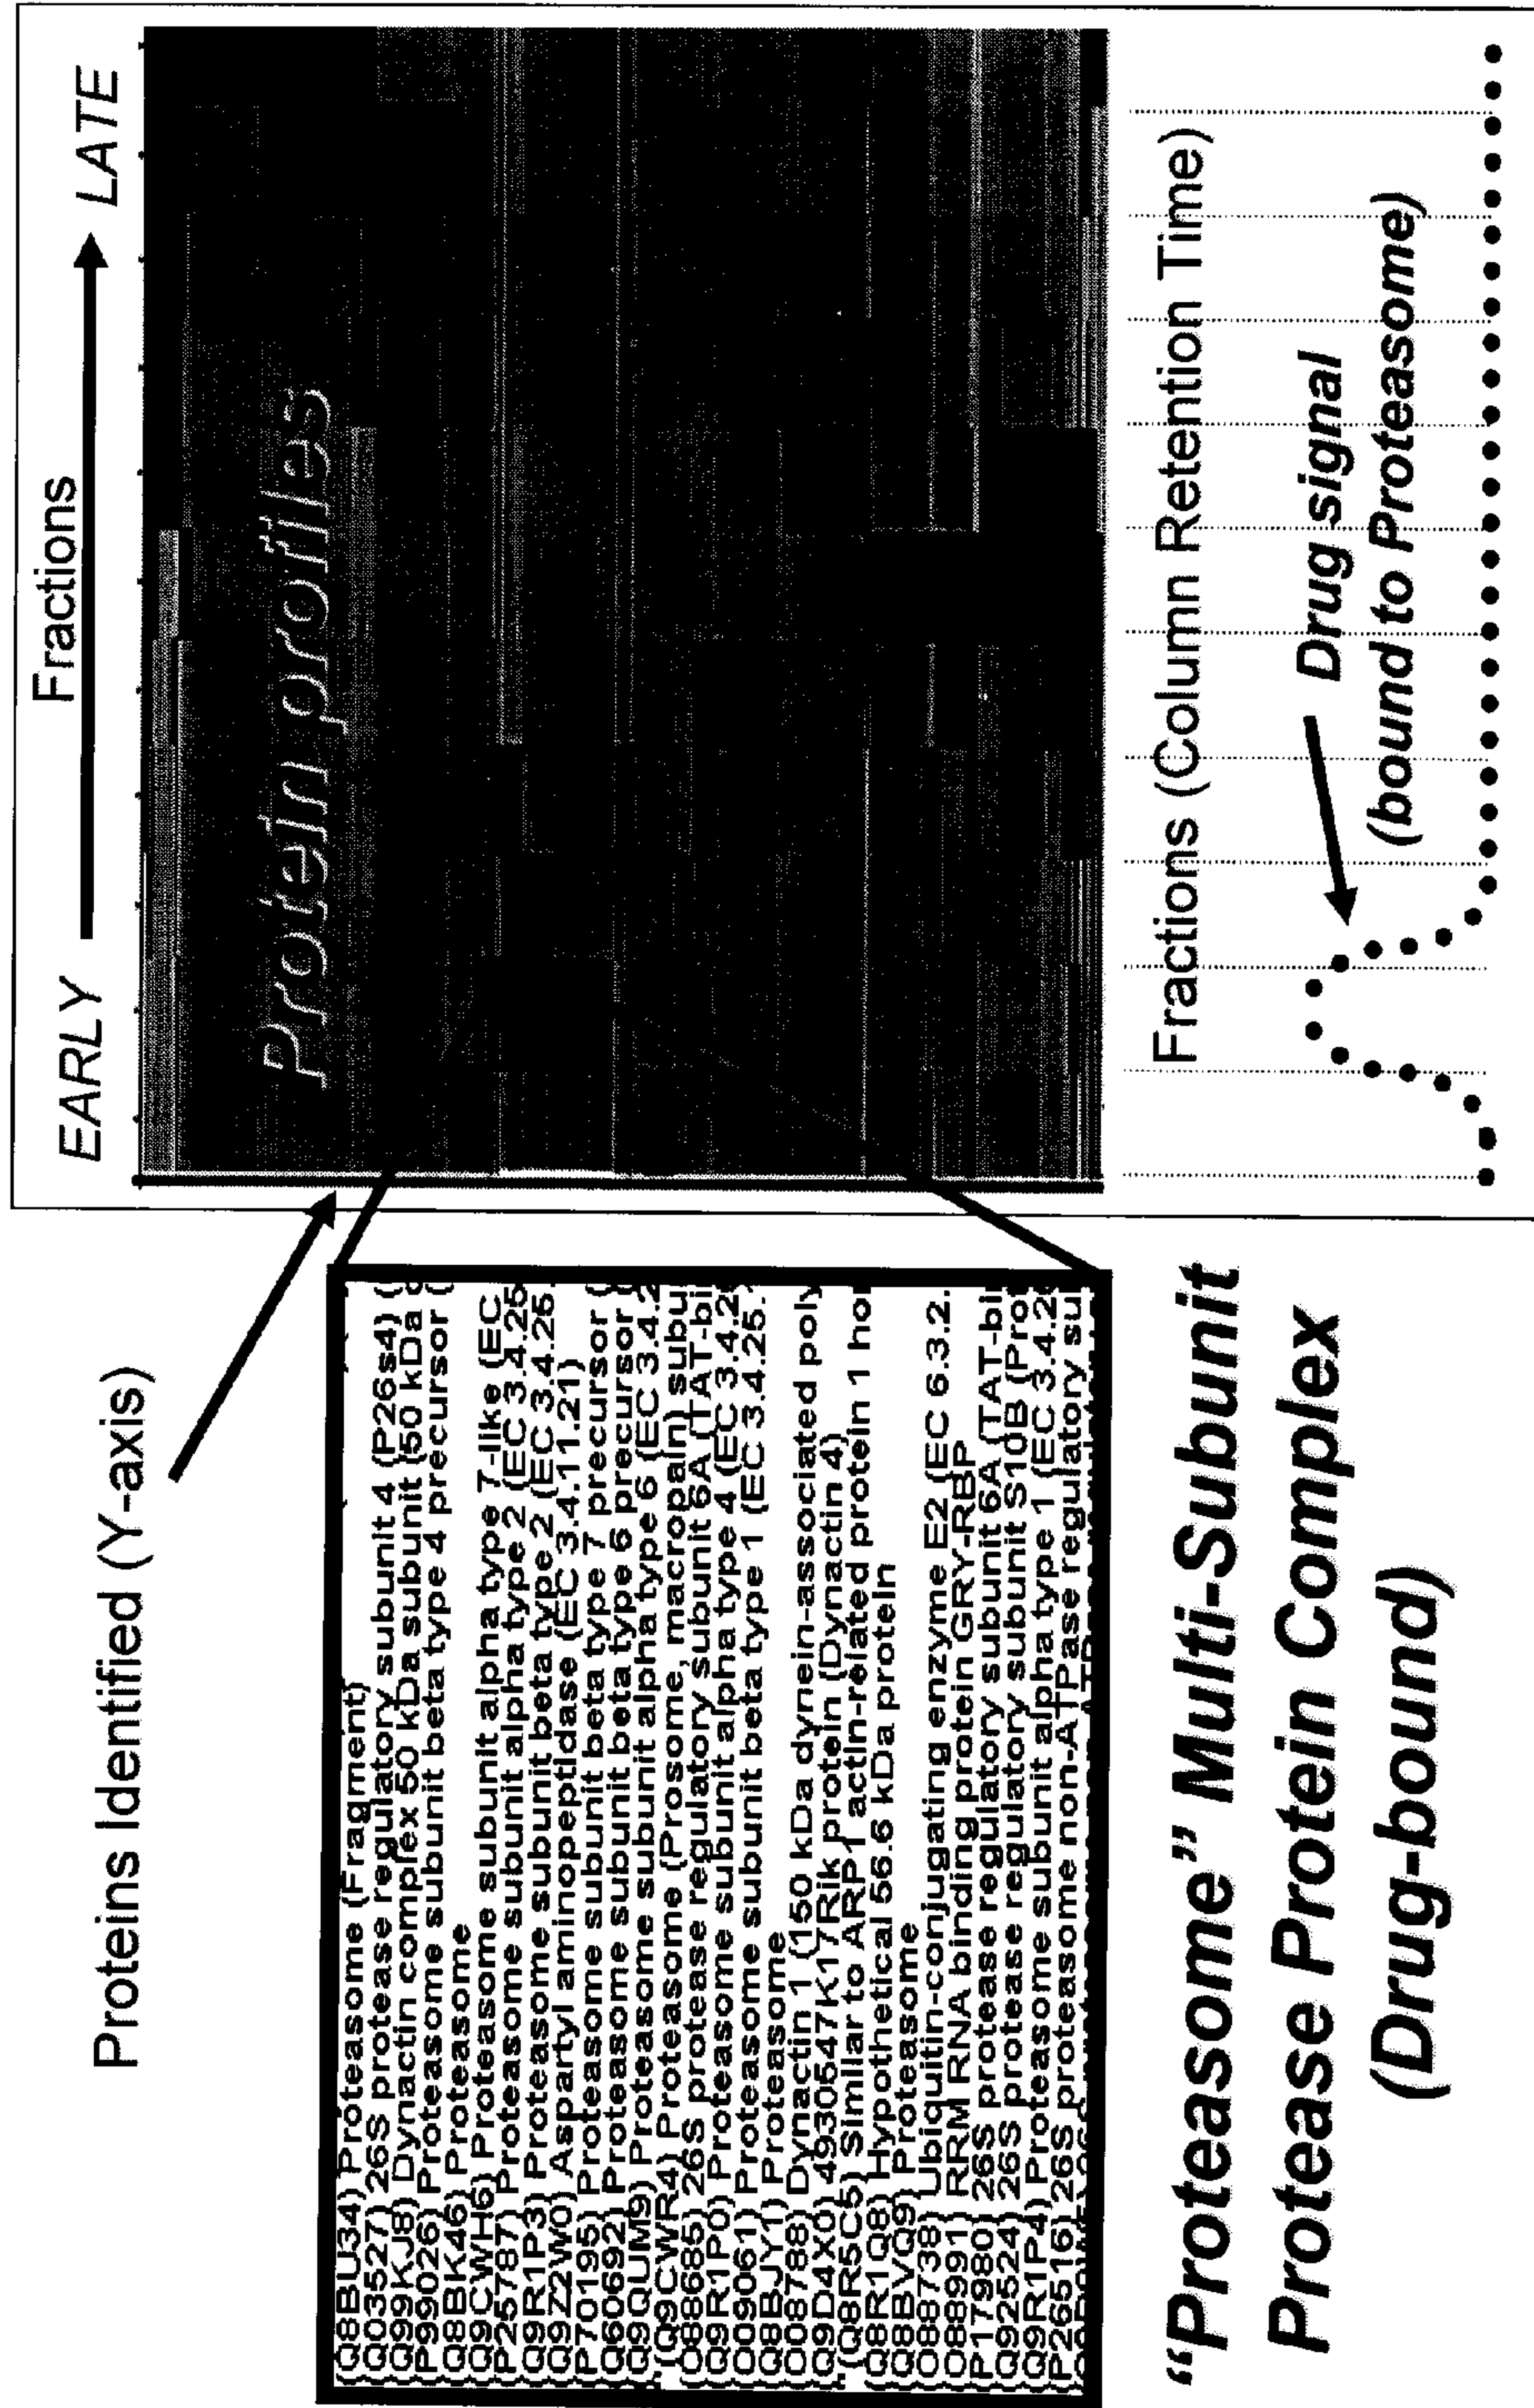 Proteins Identified (Y-axis)
Fractions
EARLY
LATE
Protein profiles
(Q8BU34) Proteasome (Fragment)
(Q03527) 26S protease regulatory subunit 4 (P26s4) (
(Q99KJ8) Dynactin complex 50 kDa subunit (50 kDa
(P99026) Proteasome subunit beta type 4 precursor (
(Q8BK46) Proteasome
(Q9CWH6) Proteasome subunit alpha type 7-like (EC
(P25787) Proteasome subunit alpha type 2 (EC 3.4.25
(Q9R1P3) Proteasome subunit beta type 2 (EC 3.4.25.
(Q9Z2W0) Aspartyl aminopeptidase (EC 3.4.11.21)
(P70195) Proteasome subunit beta type 7 precursor (
(Q60692) Proteasome subunit beta type 6 precursor (
(Q9QUM9) Proteasome subunit alpha type 6 (EC 3.4.2
(Q9CWR4) Proteasome (Prosome, macropain) subu
(O88685) 26S protease regulatory subunit 6A (TAT-bi
(Q9R1P0) Proteasome subunit alpha type 4 (EC 3.4.2
(O09061) Proteasome subunit beta type 1 (EC 3.4.25.
(Q8BJY1) Proteasome
(O08788) Dynactin 1 (150 kDa dynein-associated poly
(Q9D4X0) 4930547K17Rik protein (Dynactin 4)
(Q8R5C5) Similar to ARP1 actin-related protein 1 ho
(Q8R1Q8) Hypothetical 56.6 kDa protein
(Q8BVQ9) Proteasome
(O88738) Ubiquitin-conjugating enzyme E2 (EC 6.3.2.
(O88991) RRM RNA binding protein GRY-RBP
(P17980) 26S protease regulatory subunit 6A (TAT-bi
(Q92524) 26S protease regulatory subunit S10B (Pro
(Q9R1P4) Proteasome subunit alpha type 1 (EC 3.4.2
(P26516) 26S proteasome non-ATPase regulatory su
"Proteasome" Multi-Subunit
Protease Protein Complex
(Drug-bound)
Fractions (Column Retention Time)
Drug signal
(bound to Proteasome)